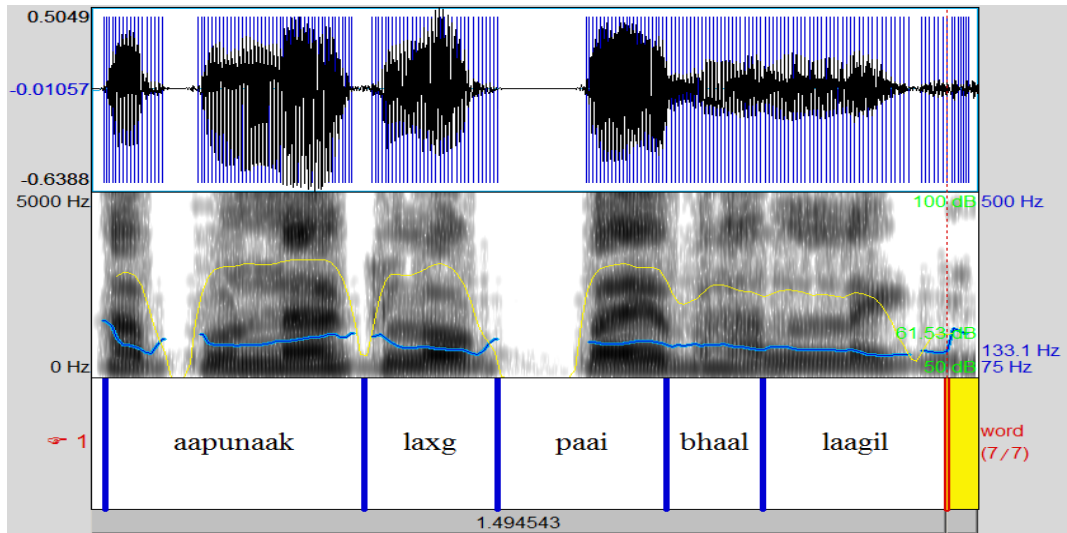 0.5049
-0.01057
-0.6388
5000 Hz 100 dB 500 Hz
61.53 dB
133.1 Hz
0 Hz 50 dB 75 Hz
☞ 1 aapunaak laxg paai bhaal laagil word
(7/7)
1.494543